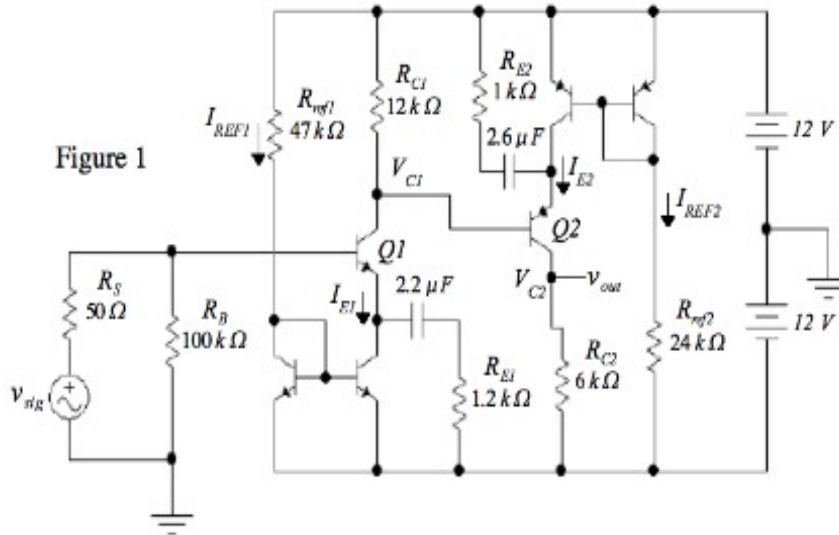 R_E2
1 kΩ
R_C1
12 kΩ
R_ref1
47 kΩ
I_REF1
2.6 μF
12 V
Figure 1
V_C1
I_E2
I_REF2
Q1
Q2
R_S
50 Ω
R_B
100 kΩ
I_E1
2.2 μF
V_C2
v_out
12 V
R_ref2
24 kΩ
R_E1
1.2 kΩ
R_C2
6 kΩ
v_sig